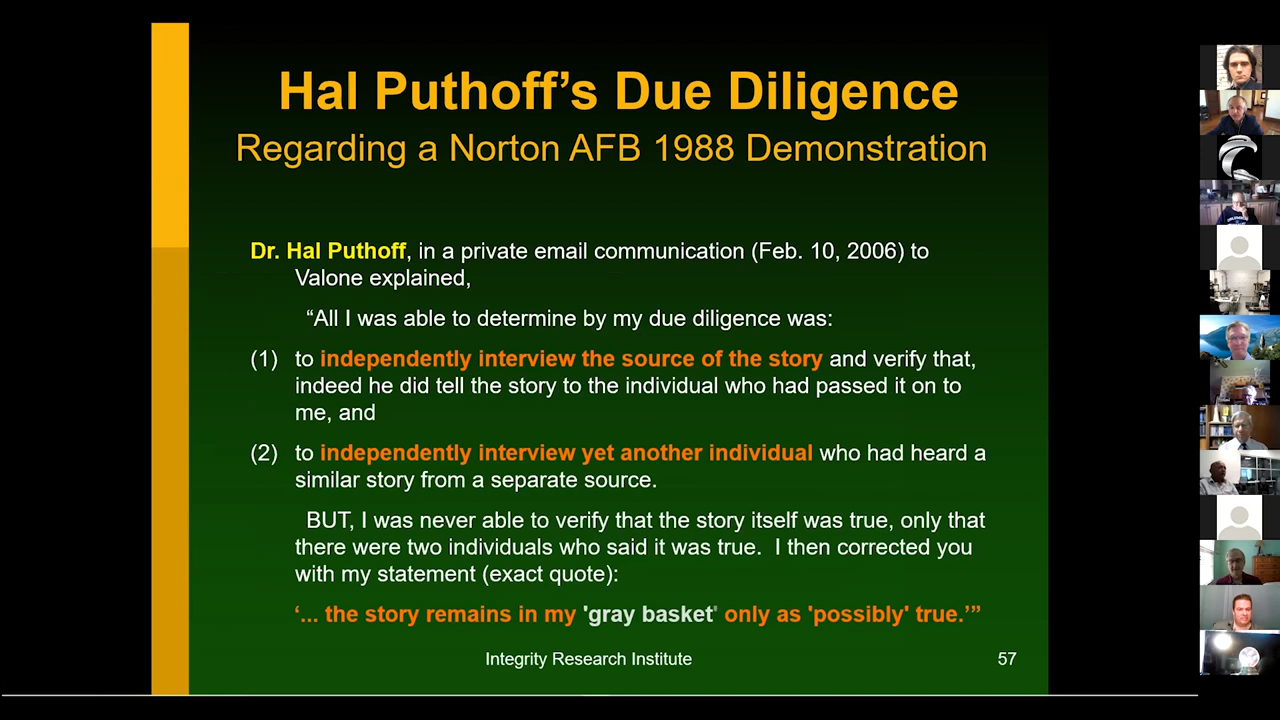 Hal Puthoff’s Due Diligence
Regarding a Norton AFB 1988 Demonstration
Dr. Hal Puthoff, in a private email communication (Feb. 10, 2006) to
Valone explained,
“All I was able to determine by my due diligence was:
(1) to independently interview the source of the story and verify that,
indeed he did tell the story to the individual who had passed it on to
me, and
(2) to independently interview yet another individual who had heard a
similar story from a separate source.
BUT, I was never able to verify that the story itself was true, only that
there were two individuals who said it was true. I then corrected you
with my statement (exact quote):
‘... the story remains in my 'gray basket' only as 'possibly' true.’”
Integrity Research Institute
57